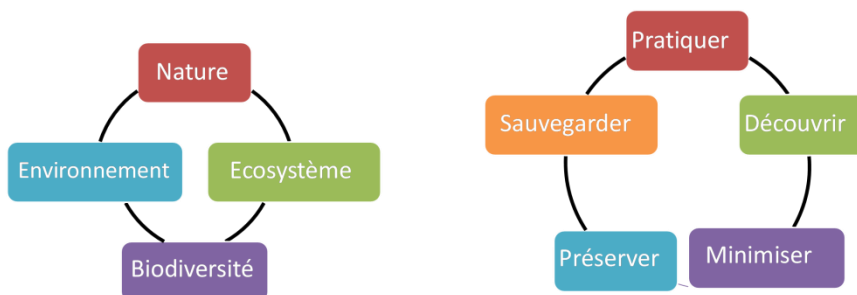 Nature
Environnement
Ecosystème
Biodiversité
Pratiquer
Sauvegarder
Découvrir
Préserver
Minimiser